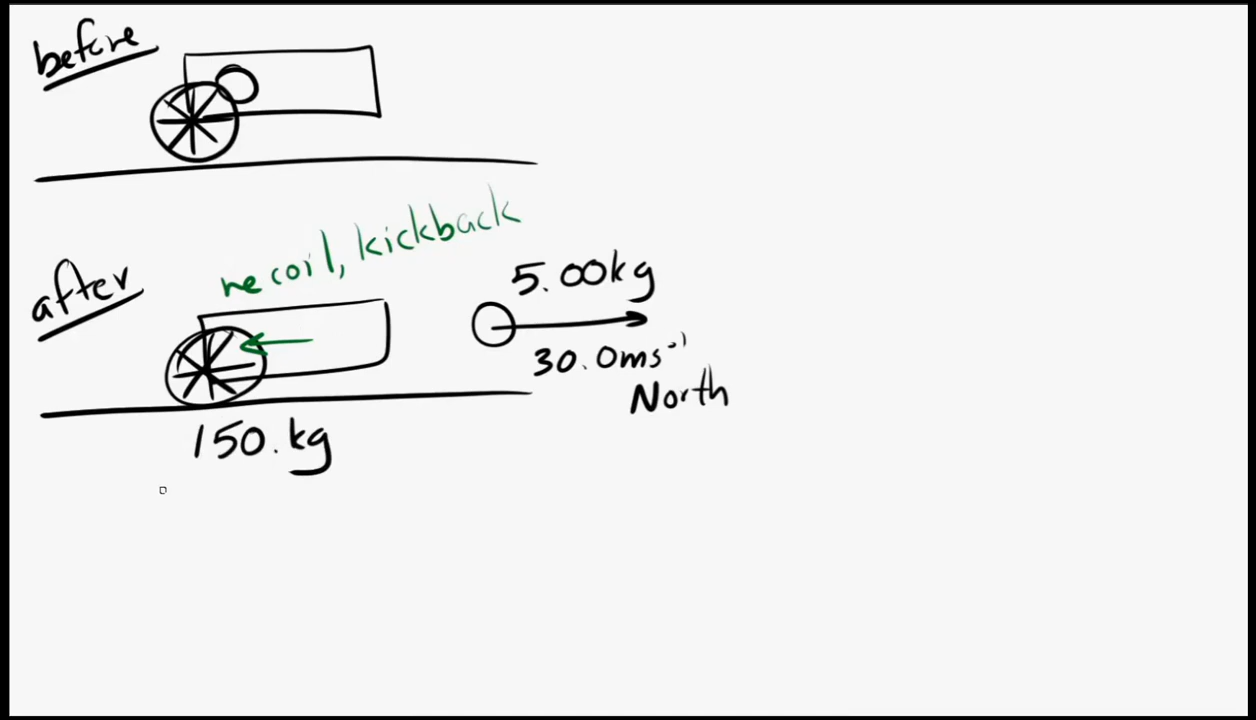 before
recoil, kickback
after
5.00kg
30.0ms⁻¹
North
150.kg